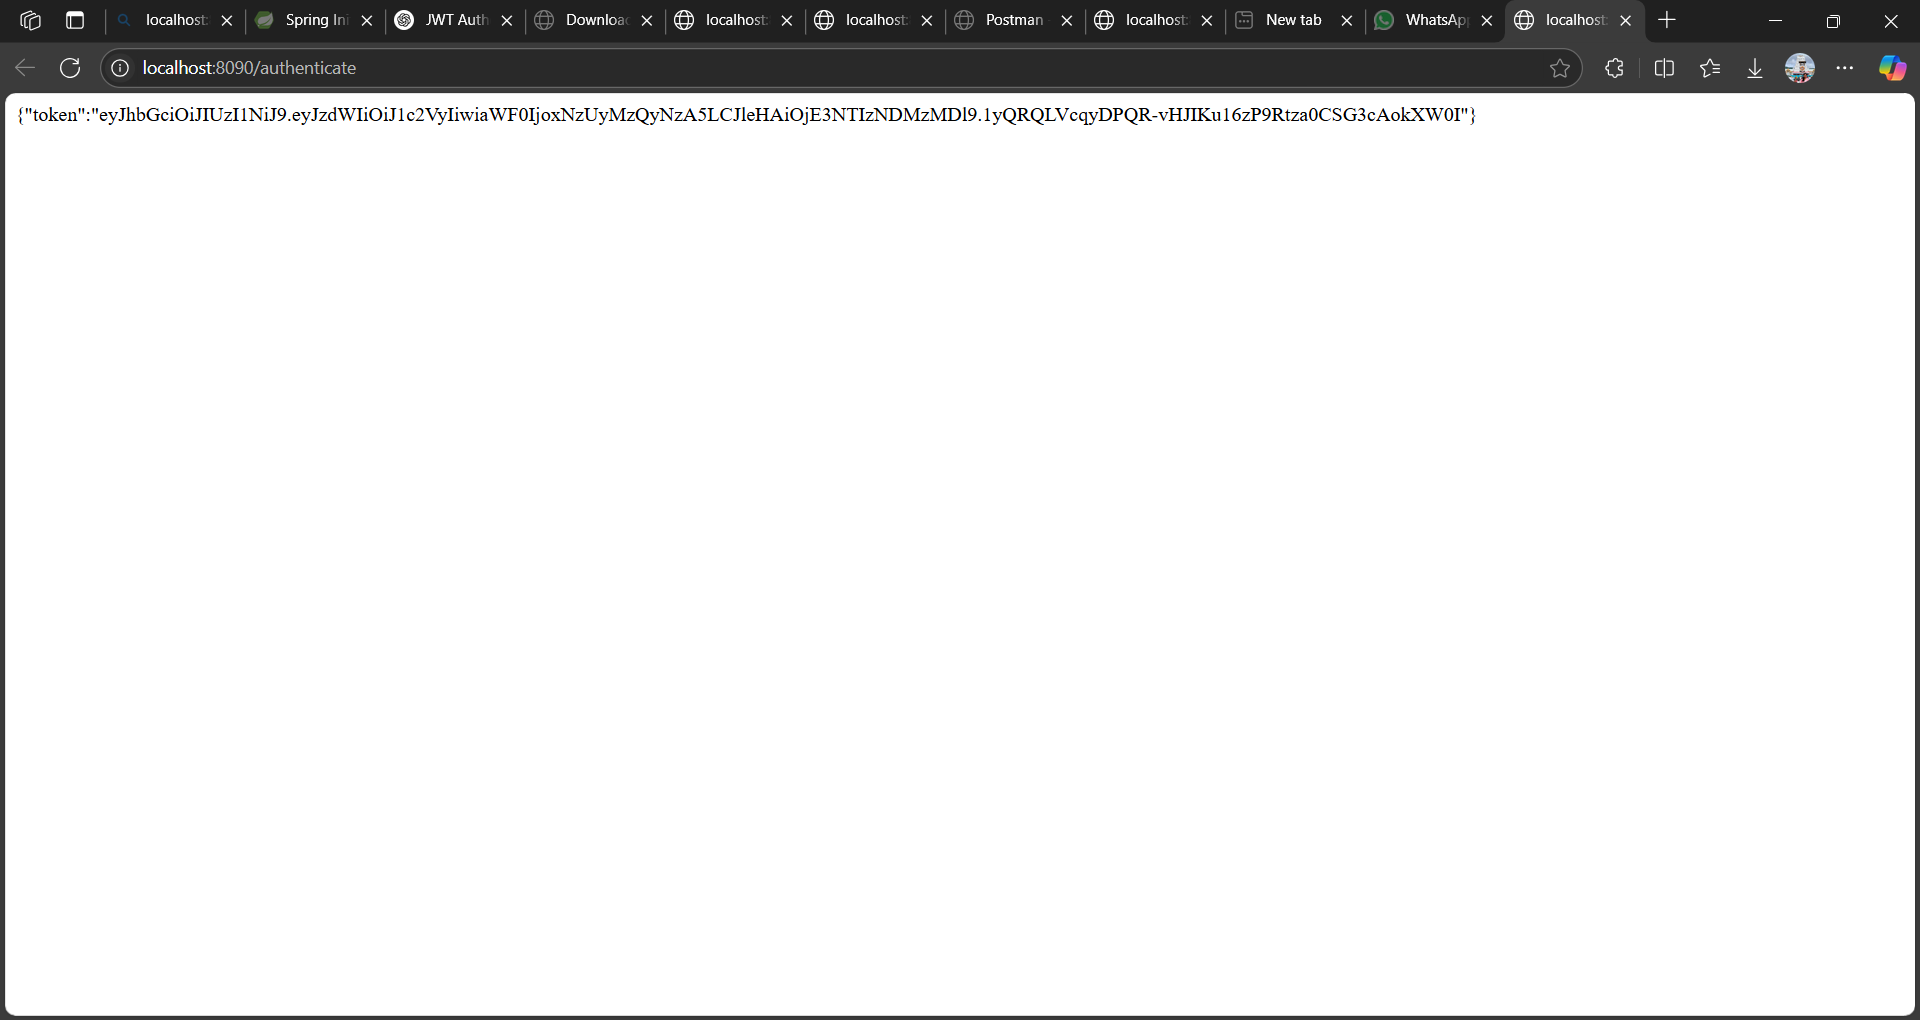 localhost: Spring Ini JWT Auth Download localhost: localhost: Postman localhost: New tab WhatsApp localhost:
localhost:8090/authenticate
{"token":"eyJhbGciOiJIUzI1NiJ9.eyJzdWIiOiJ1c2VyIiwiaWF0IjoxNzUyMzQyNzA5LCJleHAiOjE3NTIzNDMzMDl9.1yQRQLVcqyDPQR-vHJIKu16zP9Rtza0CSG3cAokXW0I"}